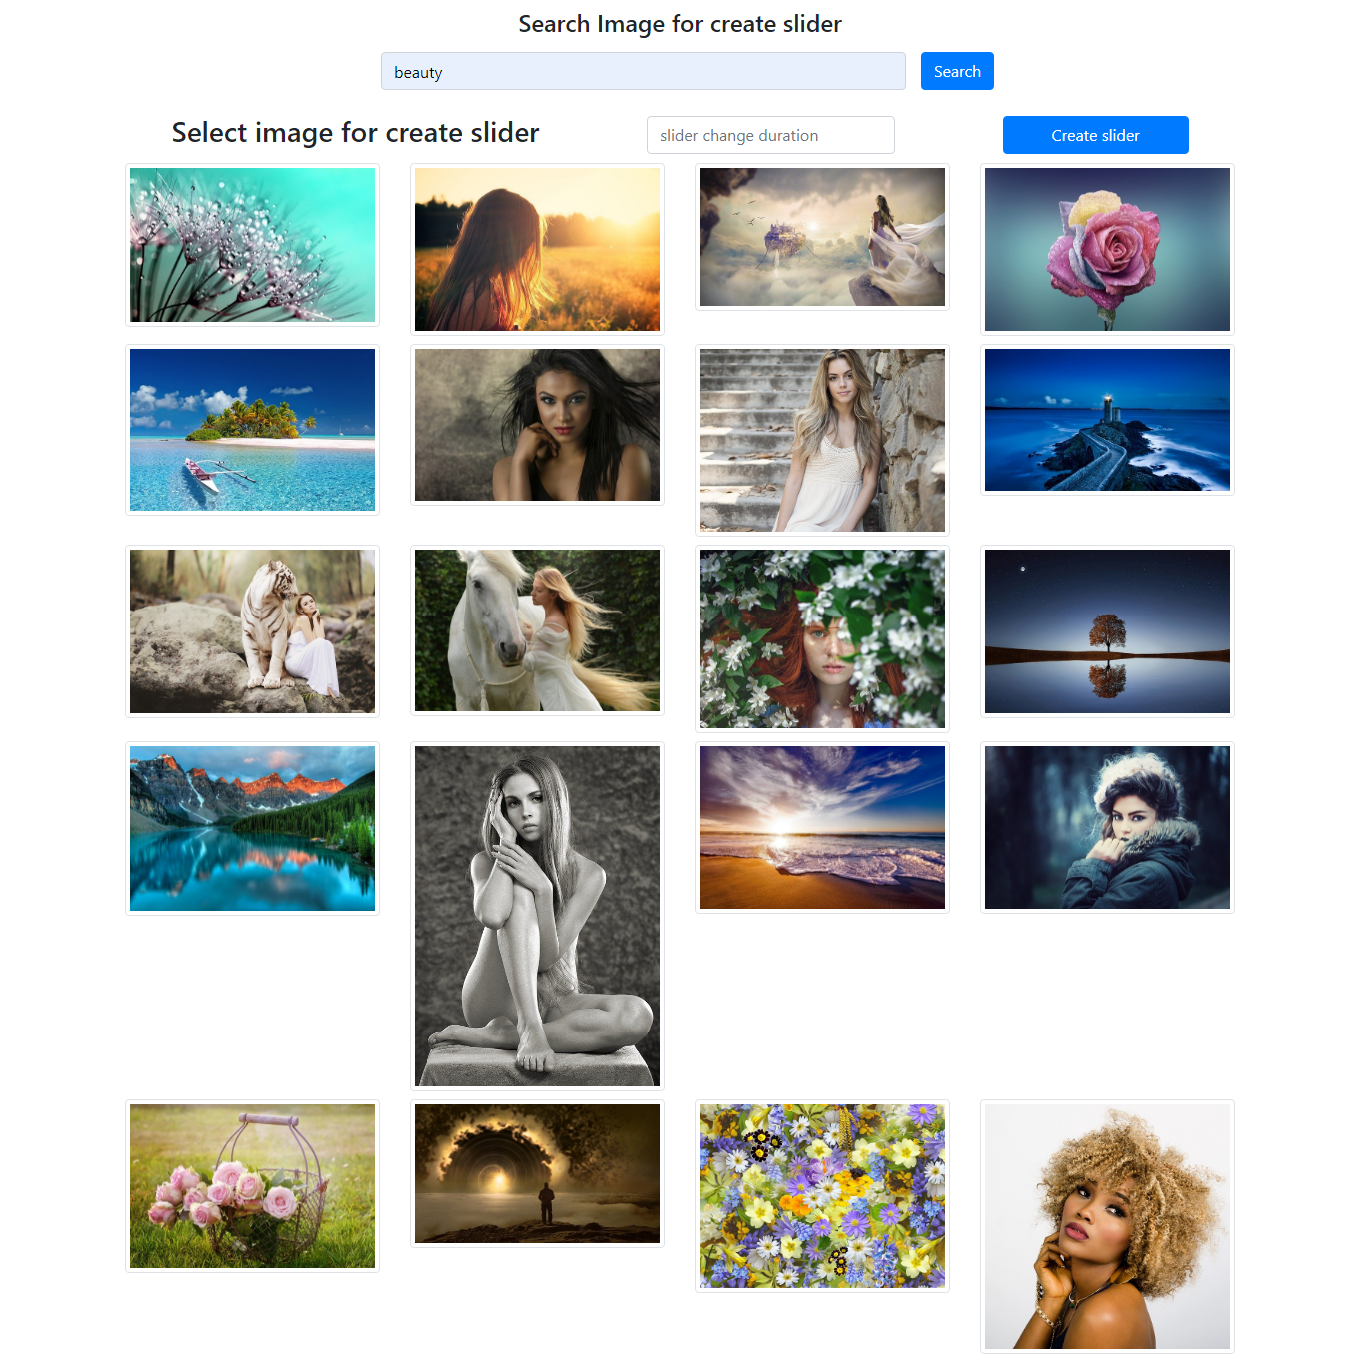 Search Image for create slider
beauty
Search
Select image for create slider
slider change duration
Create slider